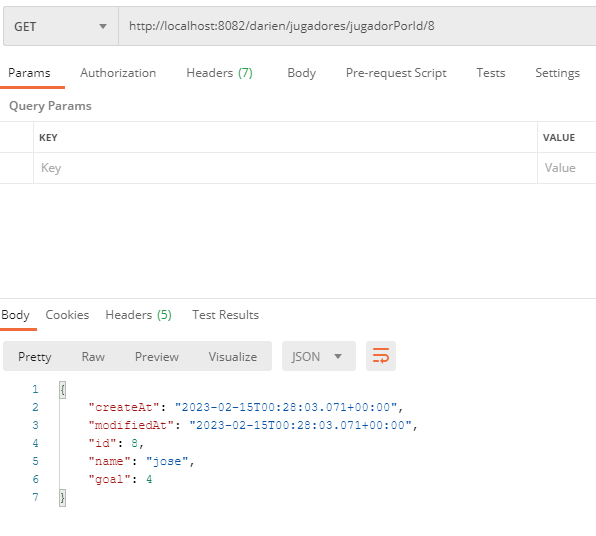 GET http://localhost:8082/darien/jugadores/jugadorPorId/8
Params Authorization Headers (7) Body Pre-request Script Tests Settings
Query Params
KEY VALUE
Key Value
Body Cookies Headers (5) Test Results
Pretty Raw Preview Visualize JSON
1 {
2 "createAt": "2023-02-15T00:28:03.071+00:00",
3 "modifiedAt": "2023-02-15T00:28:03.071+00:00",
4 "id": 8,
5 "name": "jose",
6 "goal": 4
7 }